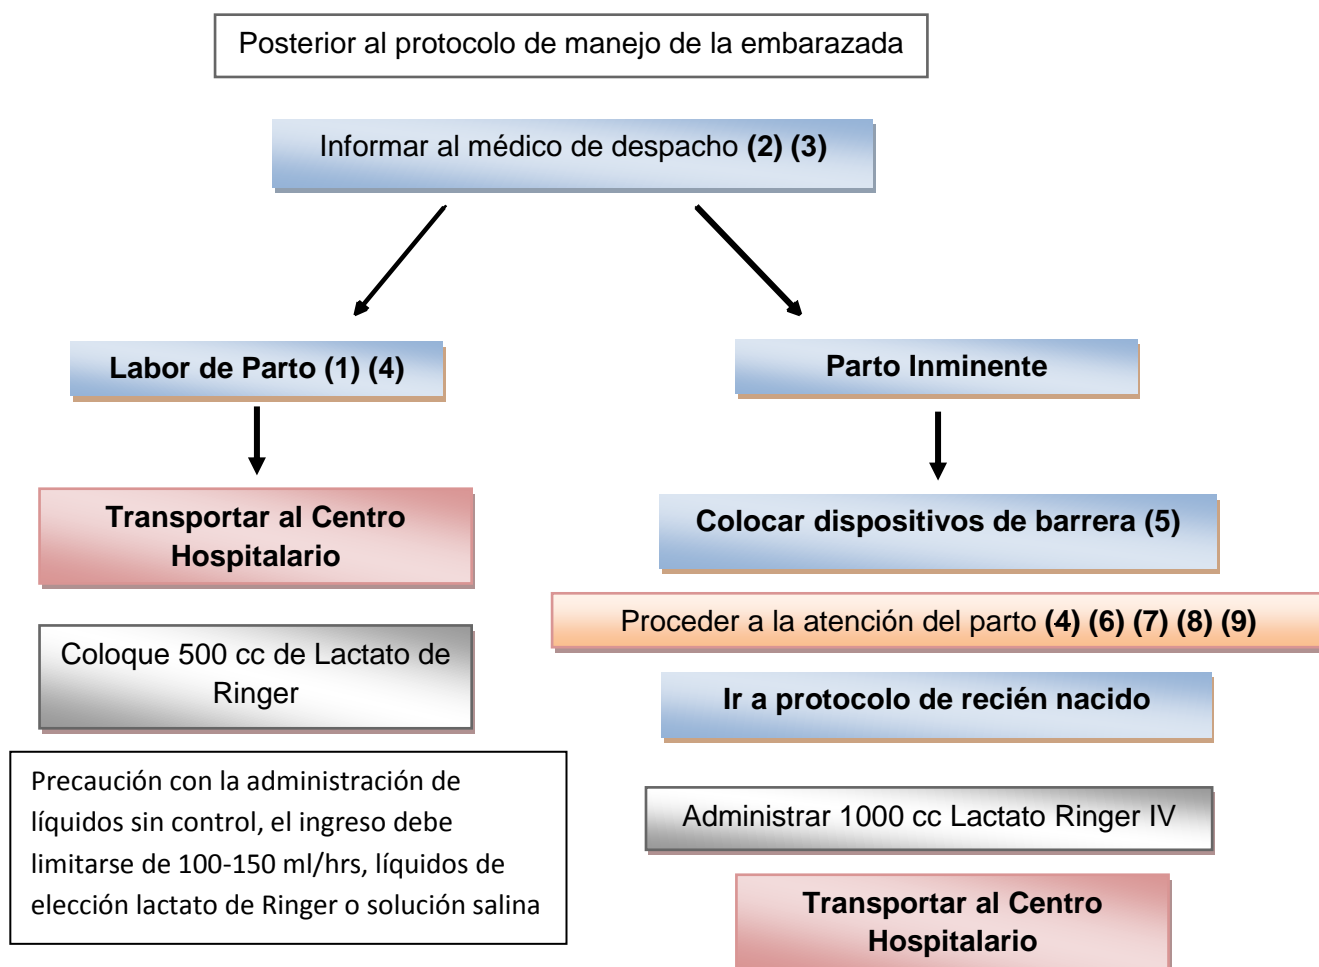 Posterior al protocolo de manejo de la embarazada
Informar al médico de despacho (2) (3)
Labor de Parto (1) (4)
Transportar al Centro
Hospitalario
Coloque 500 cc de Lactato de
Ringer
Precaución con la administración de
líquidos sin control, el ingreso debe
limitarse de 100-150 ml/hrs, líquidos de
elección lactato de Ringer o solución salina
Parto Inminente
Colocar dispositivos de barrera (5)
Proceder a la atención del parto (4) (6) (7) (8) (9)
Ir a protocolo de recién nacido
Administrar 1000 cc Lactato Ringer IV
Transportar al Centro
Hospitalario